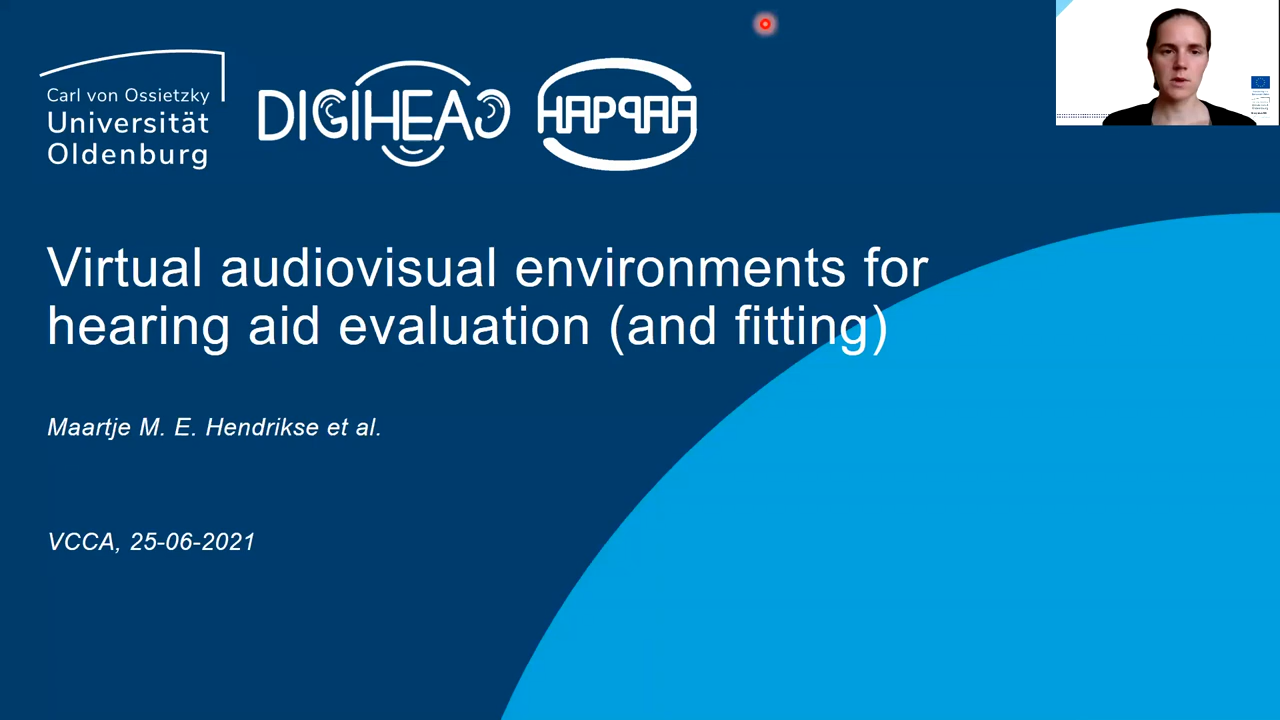 Carl von Ossietzky
Universität
Oldenburg
DIGIHEAD
Virtual audiovisual environments for
hearing aid evaluation (and fitting)
Maartje M. E. Hendrikse et al.
VCCA, 25-06-2021